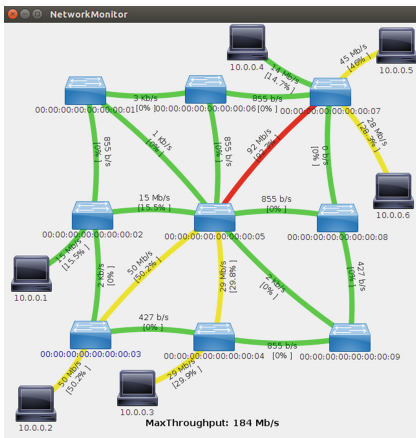 NetworkMonitor
10.0.0.4
45 Mb/s
[46% ]
10.0.0.5
14 Mb/s
[14.7% ]
3 Kb/s
[0% ]
855 b/s
[0% ]
00:00:00:00:00:00:00:01
00:00:00:00:00:00:00:06
00:00:00:00:00:00:00:07
28 Mb/s
[28.3% ]
92 Mb/s
1 Kb/s
[0% ]
855 b/s
[0% ]
855 b/s
[0% ]
0 b/s
[0% ]
10.0.0.6
15 Mb/s
[15.5% ]
855 b/s
[0% ]
00:00:00:00:00:00:00:02
00:00:00:00:00:00:00:05
00:00:00:00:00:00:00:08
15 Mb/s
[15.5% ]
10.0.0.1
2 Kb/s
[0% ]
50 Mb/s
[50.2% ]
29 Mb/s
[29.8% ]
2 Kb/s
[0% ]
427 b/s
[0% ]
427 b/s
[0% ]
855 b/s
[0% ]
00:00:00:00:00:00:00:03
00:00:00:00:00:00:00:04
00:00:00:00:00:00:00:09
50 Mb/s
[50.2% ]
29 Mb/s
[29.9% ]
10.0.0.2
10.0.0.3
MaxThroughput: 184 Mb/s